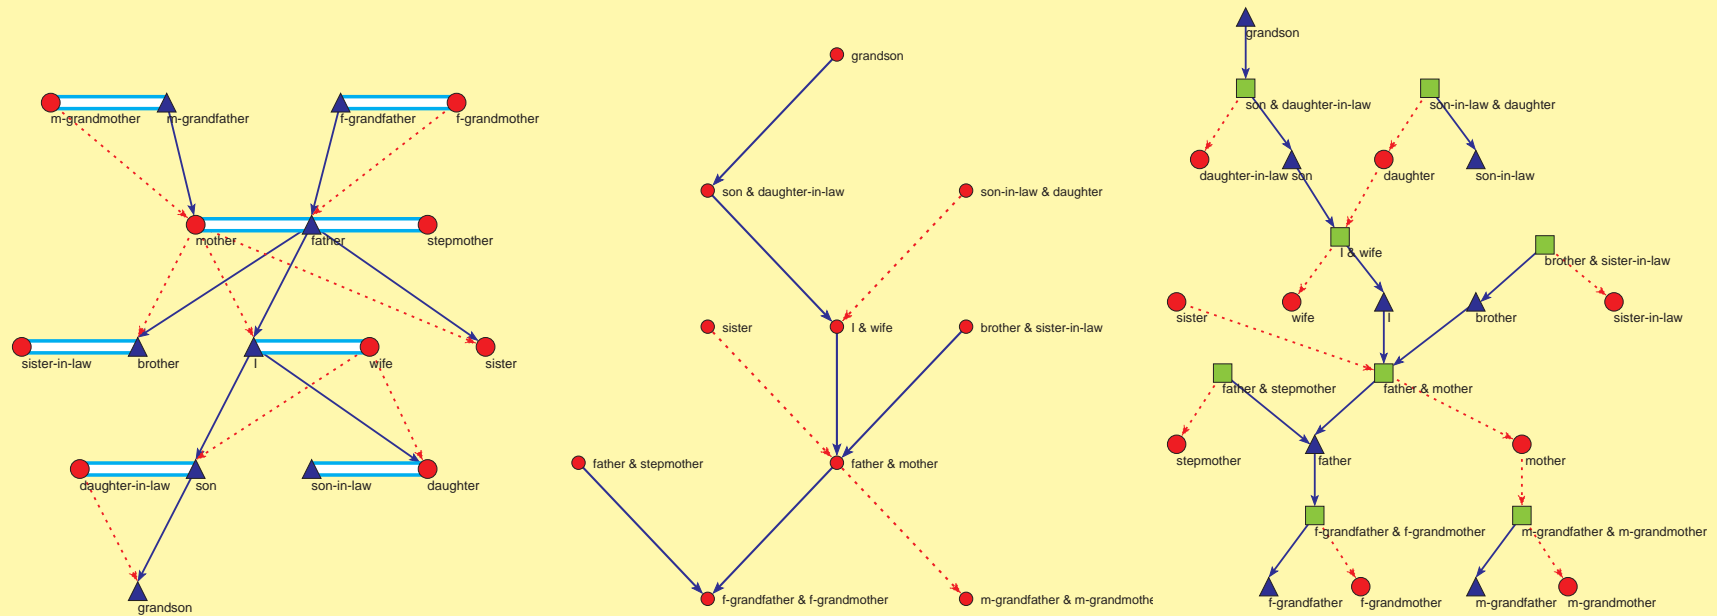 m-grandmother
m-grandfather
f-grandfather
f-grandmother
mother
father
stepmother
sister-in-law
brother
I
wife
sister
daughter-in-law
son
son-in-law
daughter
grandson
grandson
son & daughter-in-law
son-in-law & daughter
sister
I & wife
brother & sister-in-law
father & stepmother
father & mother
f-grandfather & f-grandmother
m-grandfather & m-grandmothe
grandson
son & daughter-in-law
son-in-law & daughter
daughter-in-law
son
daughter
son-in-law
I & wife
brother & sister-in-law
sister
wife
I
brother
sister-in-law
father & stepmother
father & mother
stepmother
father
mother
f-grandfather & f-grandmother
m-grandfather & m-grandmother
f-grandfather
f-grandmother
m-grandfather
m-grandmother